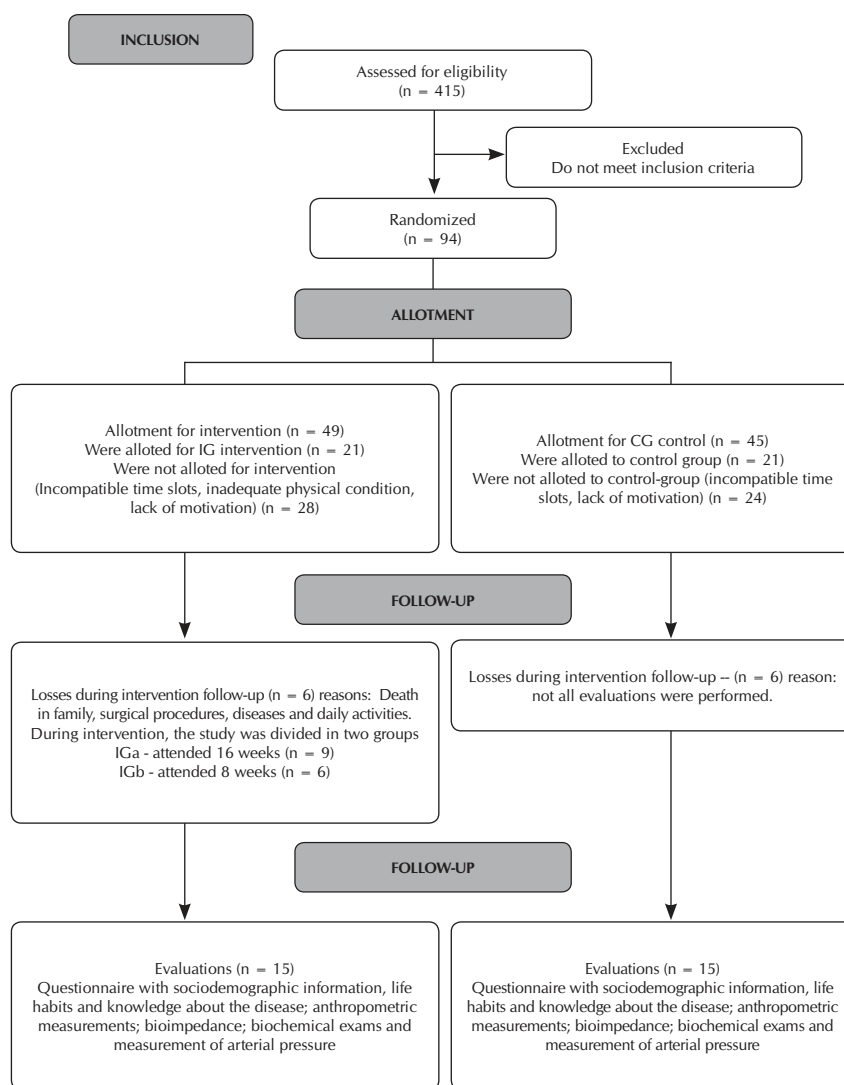 INCLUSION
Assessed for eligibility
(n = 415)
Excluded
Do not meet inclusion criteria
Randomized
(n = 94)
ALLOTMENT
Allotment for intervention (n = 49)
Were alloted for IG intervention (n = 21)
Were not alloted for intervention
(Incompatible time slots, inadequate physical condition,
lack of motivation) (n = 28)
Allotment for CG control (n = 45)
Were alloted to control group (n = 21)
Were not alloted to control-group (incompatible time
slots, lack of motivation) (n = 24)
FOLLOW-UP
Losses during intervention follow-up (n = 6) reasons: Death
in family, surgical procedures, diseases and daily activities.
During intervention, the study was divided in two groups
IGa - attended 16 weeks (n = 9)
IGb - attended 8 weeks (n = 6)
Losses during intervention follow-up -- (n = 6) reason:
not all evaluations were performed.
FOLLOW-UP
Evaluations (n = 15)
Questionnaire with sociodemographic information, life
habits and knowledge about the disease; anthropometric
measurements; bioimpedance; biochemical exams and
measurement of arterial pressure
Evaluations (n = 15)
Questionnaire with sociodemographic information, life
habits and knowledge about the disease; anthropometric
measurements; bioimpedance; biochemical exams and
measurement of arterial pressure